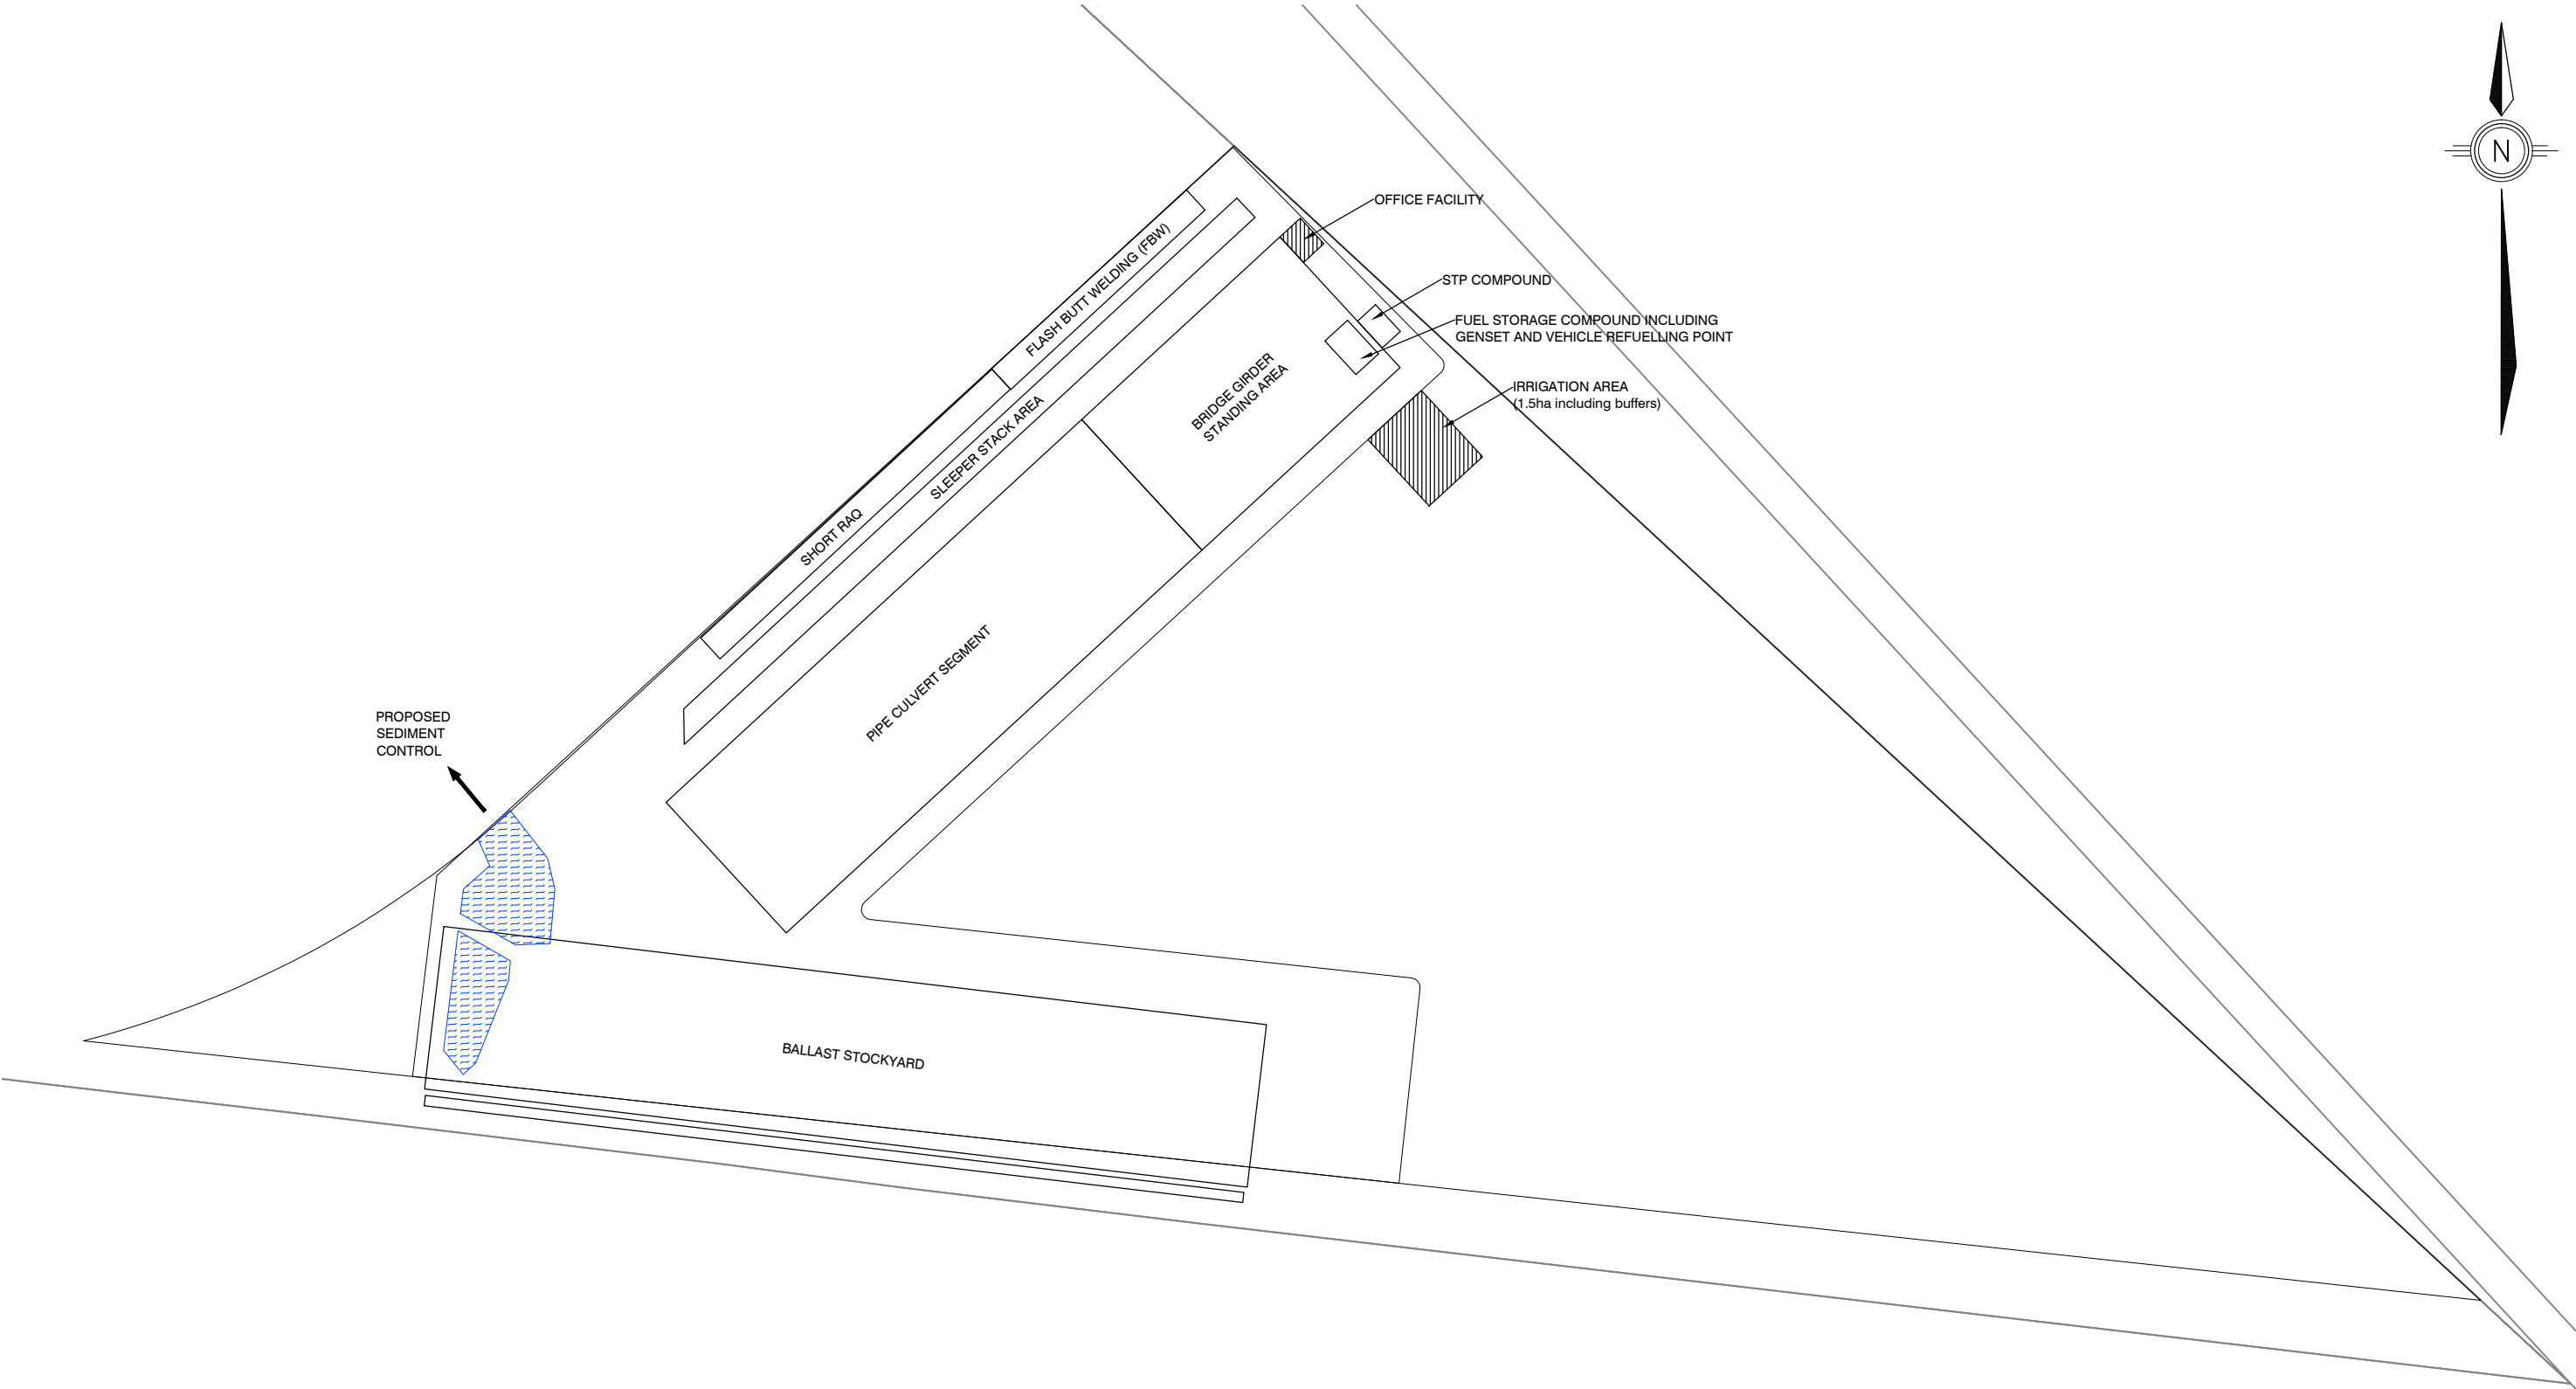 N
OFFICE FACILITY
STP COMPOUND
FUEL STORAGE COMPOUND INCLUDING
GENSET AND VEHICLE REFUELLING POINT
IRRIGATION AREA
(1.5ha including buffers)
FLASH BUTT WELDING (FBW)
BRIDGE GIRDER
STANDING AREA
SLEEPER STACK AREA
SHORT RAQ
PIPE CULVERT SEGMENT
PROPOSED
SEDIMENT
CONTROL
BALLAST STOCKYARD